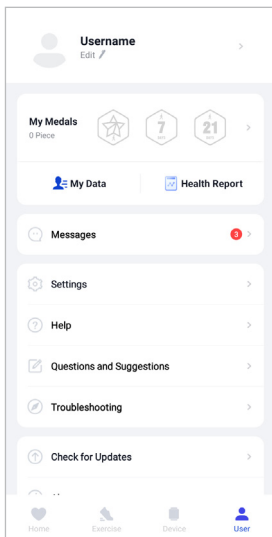 Username
Edit
My Medals
0 Piece
7
21
My Data
Health Report
Messages
3
Settings
Help
Questions and Suggestions
Troubleshooting
Check for Updates
Home
Exercise
Device
User